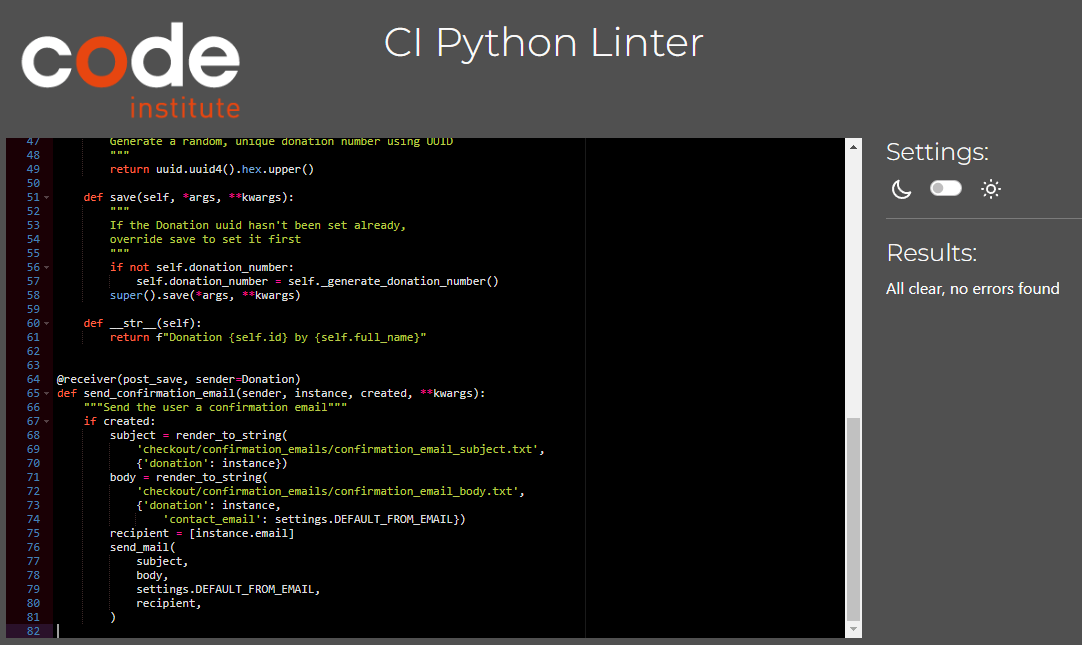 code
institute
CI Python Linter
47 Generate a random, unique donation number using UUID
48 """
49 return uuid.uuid4().hex.upper()
50
51 def save(self, *args, **kwargs):
52 """
53 If the Donation uuid hasn't been set already,
54 override save to set it first
55 """
56 if not self.donation_number:
57 self.donation_number = self._generate_donation_number()
58 super().save(*args, **kwargs)
59
60 def __str__(self):
61 return f"Donation {self.id} by {self.full_name}"
62
63
64 @receiver(post_save, sender=Donation)
65 def send_confirmation_email(sender, instance, created, **kwargs):
66 """Send the user a confirmation email"""
67 if created:
68 subject = render_to_string(
69 'checkout/confirmation_emails/confirmation_email_subject.txt',
70 {'donation': instance})
71 body = render_to_string(
72 'checkout/confirmation_emails/confirmation_email_body.txt',
73 {'donation': instance,
74 'contact_email': settings.DEFAULT_FROM_EMAIL})
75 recipient = [instance.email]
76 send_mail(
77 subject,
78 body,
79 settings.DEFAULT_FROM_EMAIL,
80 recipient,
81 )
82
Settings:
Results:
All clear, no errors found